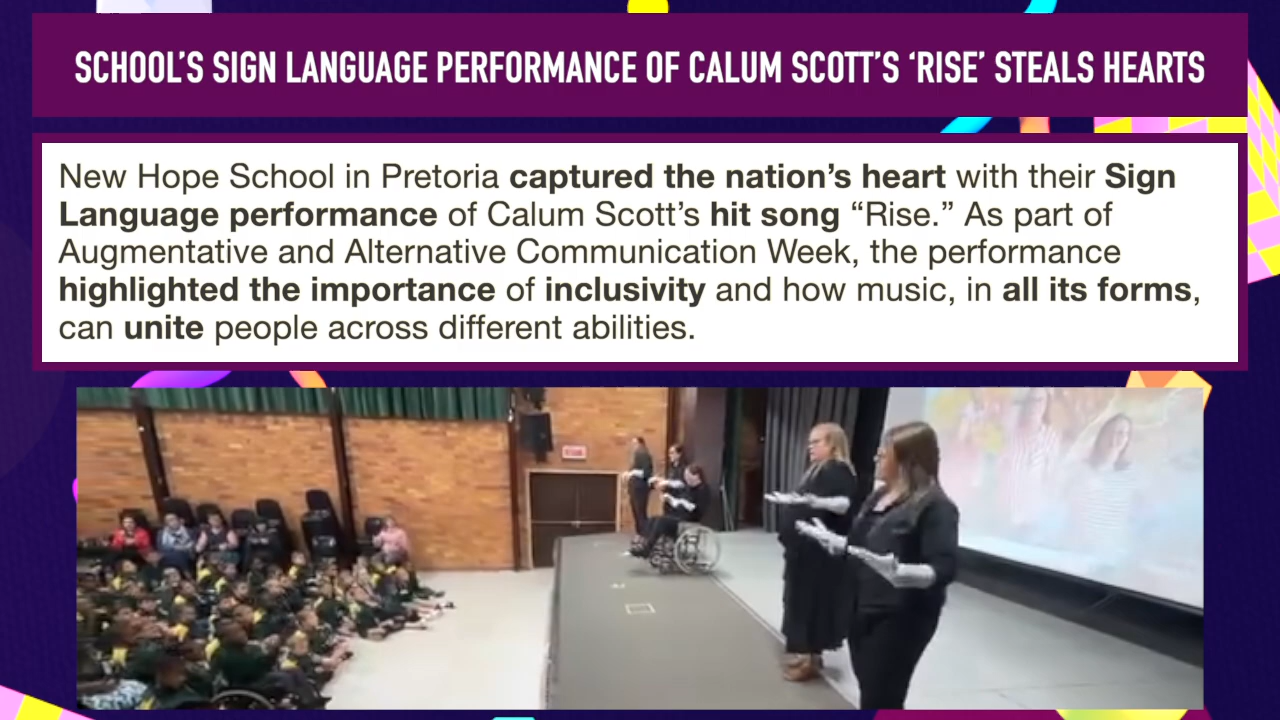 SCHOOL'S SIGN LANGUAGE PERFORMANCE OF CALUM SCOTT'S ‘RISE’ STEALS HEARTS
New Hope School in Pretoria captured the nation’s heart with their Sign
Language performance of Calum Scott’s hit song “Rise.” As part of
Augmentative and Alternative Communication Week, the performance
highlighted the importance of inclusivity and how music, in all its forms,
can unite people across different abilities.